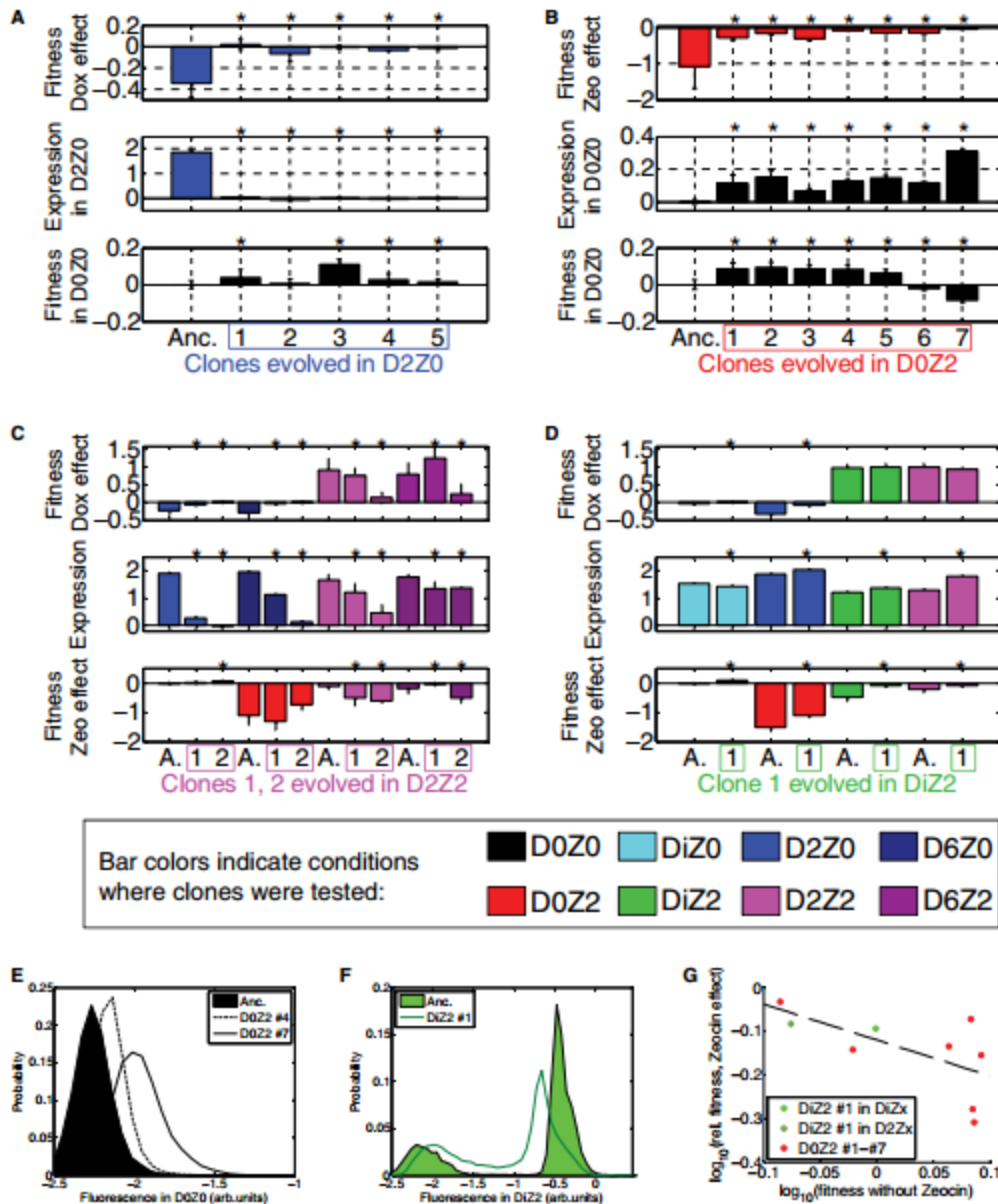 A
Fitness
Dox effect
0.2
0
−0.2
−0.4
* * * * *
Expression
in D2Z0
2
1
0
* * * * *
Fitness
in D0Z0
0.2
0
−0.2
* * * *
Anc. 1 2 3 4 5
Clones evolved in D2Z0
B
Fitness
Zeo effect
0
−1
−2
* * * * * * *
Expression
in D0Z0
0.4
0.2
0
* * * * * * *
Fitness
in D0Z0
0.2
0
−0.2
* * * * * * *
Anc. 1 2 3 4 5 6 7
Clones evolved in D0Z2
C
Fitness
Dox effect
1.5
1
0.5
0
−0.5
* * * * * * * *
Expression
2
1
0
* * * * * * * *
Fitness
Zeo effect
0
−1
−2
* * * * *
A. 1 2 A. 1 2 A. 1 2 A. 1 2
Clones 1, 2 evolved in D2Z2
D
Fitness
Dox effect
1.5
1
0.5
0
−0.5
* *
Expression
2
1
0
* * * *
Fitness
Zeo effect
0
−1
−2
* * * *
A. 1 A. 1 A. 1 A. 1
Clone 1 evolved in DiZ2
Bar colors indicate conditions
where clones were tested:
D0Z0 DiZ0 D2Z0 D6Z0
D0Z2 DiZ2 D2Z2 D6Z2
E
Probability
0.25
0.2
0.15
0.1
0.05
0
Anc.
D0Z2 #4
D0Z2 #7
−2.5 −2 −1.5 −1
Fluorescence in D0Z0 (arb.units)
F
Probability
0.2
0.15
0.1
0.05
0
Anc.
DiZ2 #1
−2.5 −2 −1.5 −1 −0.5 0 0.5
Fluorescence in DiZ2 (arb.units)
G
log10(rel. fitness, Zeocin effect)
0
−0.1
−0.2
−0.3
−0.4
DiZ2 #1 in DiZx
DiZ2 #1 in D2Zx
D0Z2 #1−#7
−0.1 −0.05 0 0.05 0.1
log10(fitness without Zeocin)